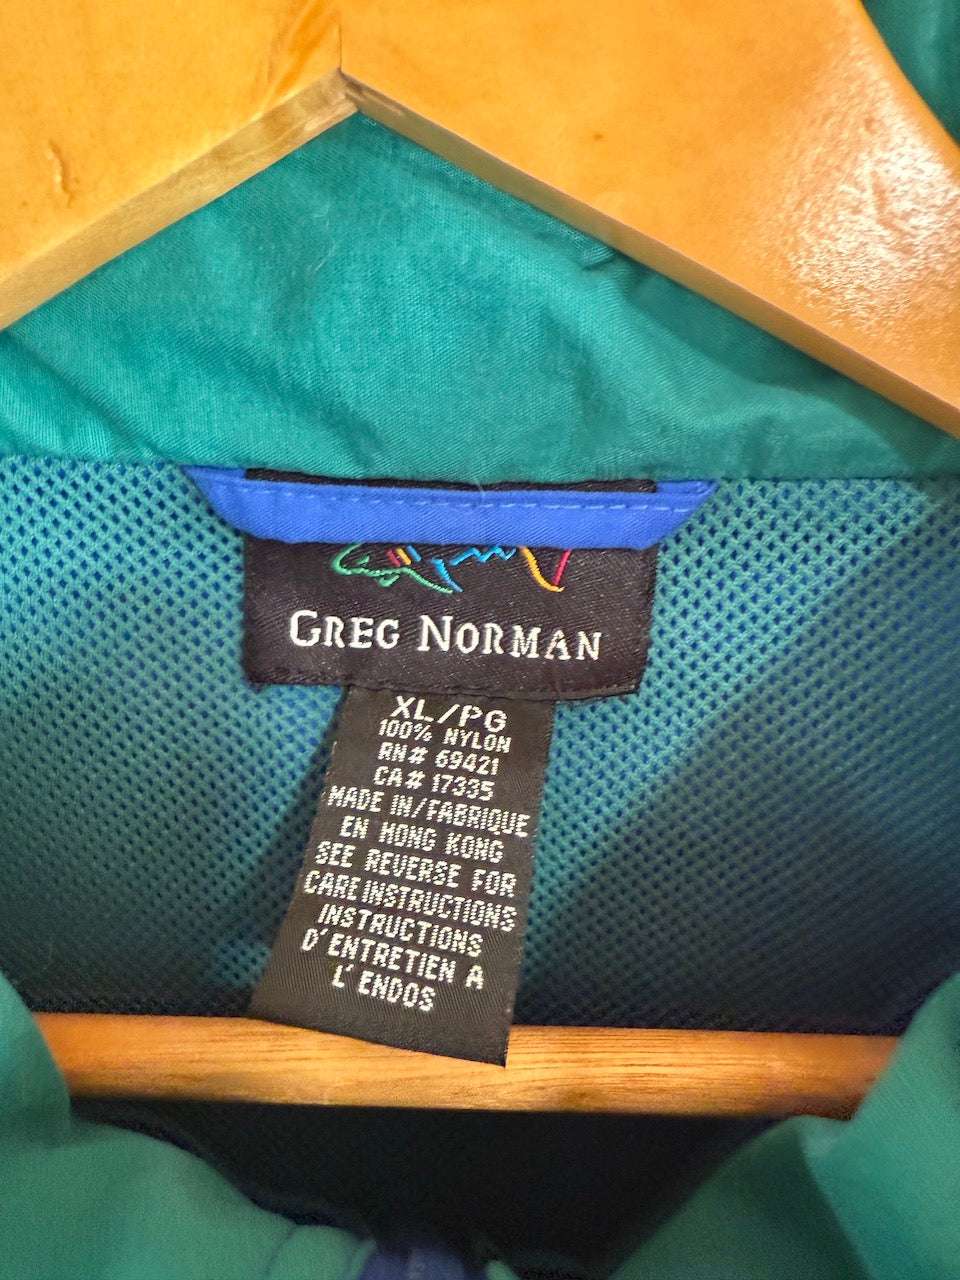 GREG NORMAN
XL/PG
100% NYLON
RN# 69421
CA# 17335
MADE IN/FABRIQUE
EN HONG KONG
SEE REVERSE FOR
CARE INSTRUCTIONS
INSTRUCTIONS
D'ENTRETIEN A
L'ENDOS